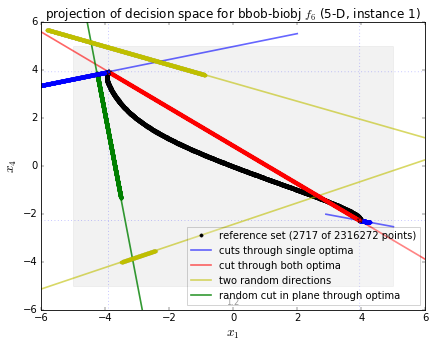 projection of decision space for bbob-biobj f₆ (5-D, instance 1)
6
4
2
0
−2
−4
−6
x₄
reference set (2717 of 2316272 points)
cuts through single optima
cut through both optima
two random directions
random cut in plane through optima
1.2
−6
−4
−2
0
2
4
6
x₁